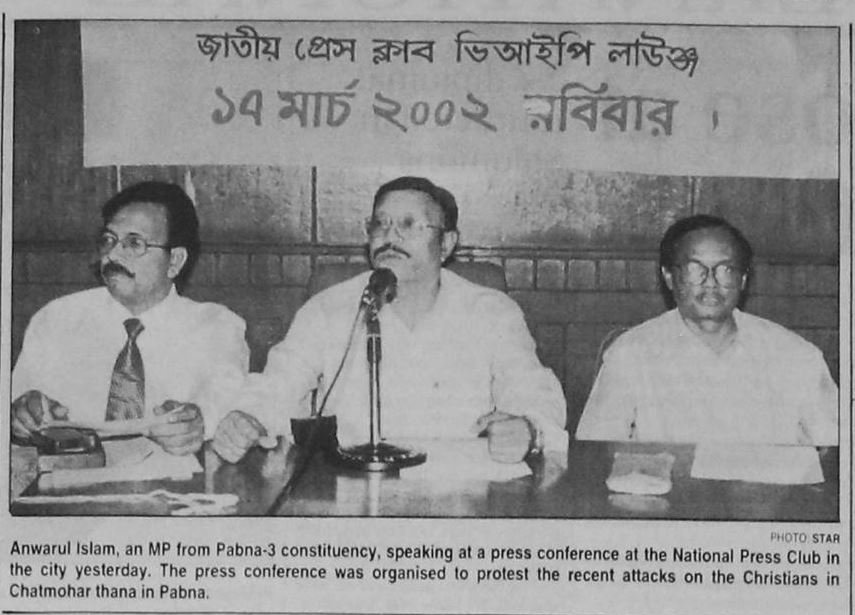 জাতীয় প্রেস ক্লাব ভিআইপি লাউঞ্জ
১৭ মার্চ ২০০২ রবিবার ।
PHOTO STAR
Anwarul Islam, an MP from Pabna-3 constituency, speaking at a press conference at the National Press Club in
the city yesterday. The press conference was organised to protest the recent attacks on the Christians in
Chatmohar thana in Pabna.